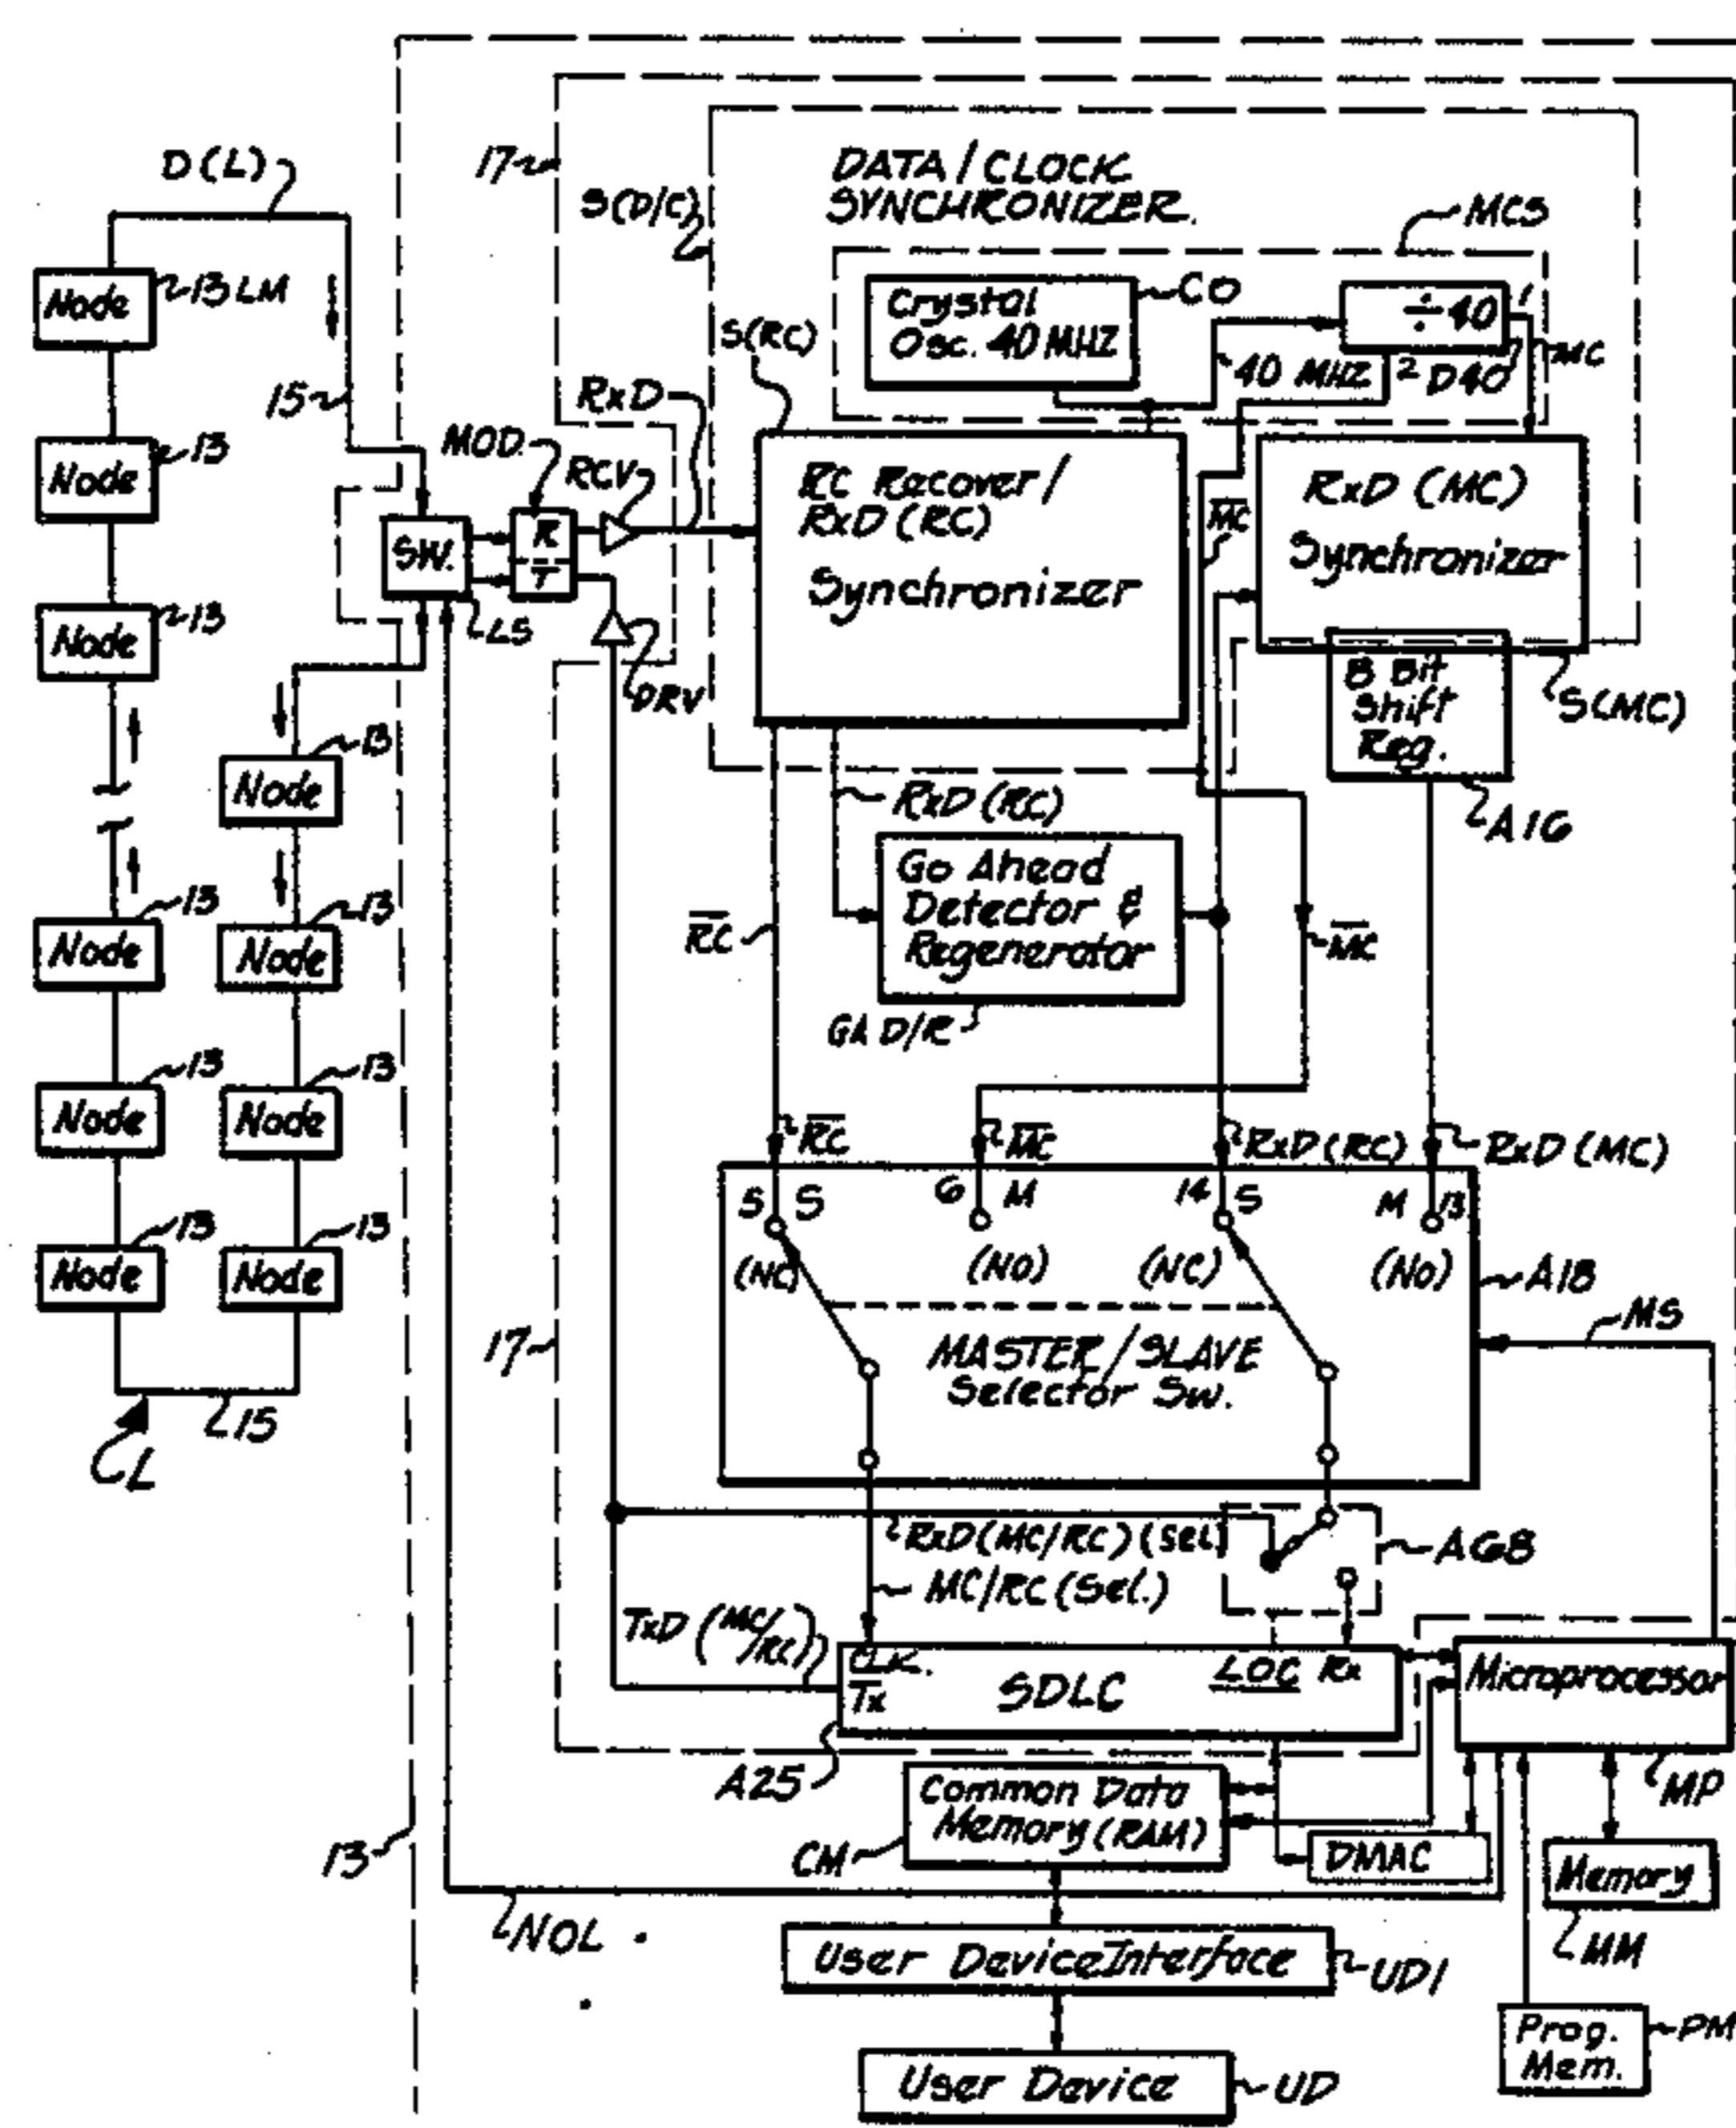 D(L)
Node
13LM
15
Node
13
Node
13
Node
13
Node
13
Node
13
Node
13
Node
13
Node
13
Node
13
15
CL
17
S(D/C)
DATA/CLOCK
SYNCHRONIZER.
MCS
Crystal
Osc. 40 MHZ
CO
÷40
1
2
D40
MC
40 MHZ
S(RC)
RxD
MOD.
RCV
SW.
R
T
LS
DRV
RC Recover/
RxD (RC)
Synchronizer
MC
RxD (MC)
Synchronizer
8 Bit
Shift
Reg.
S(MC)
A16
RxD (RC)
Go Ahead
Detector &
Regenerator
GA D/R
RC
MC
RC
MC
RxD(RC)
RxD (MC)
5 S
6 M
14 S
M 13
(NC)
(NO)
(NC)
(NO)
A18
MASTER/SLAVE
Selector Sw.
MS
17
RxD(MC/RC)(Sel.)
A68
MC/RC (Sel.)
TxD (MC/RC)
CLK.
Tx
SDLC
LOC Rx
A25
Microprocessor
MP
Common Data
Memory (RAM)
CM
DMAC
Memory
MM
13
NOL
User Device Interface
UDI
Prog.
Mem.
PM
User Device
UD